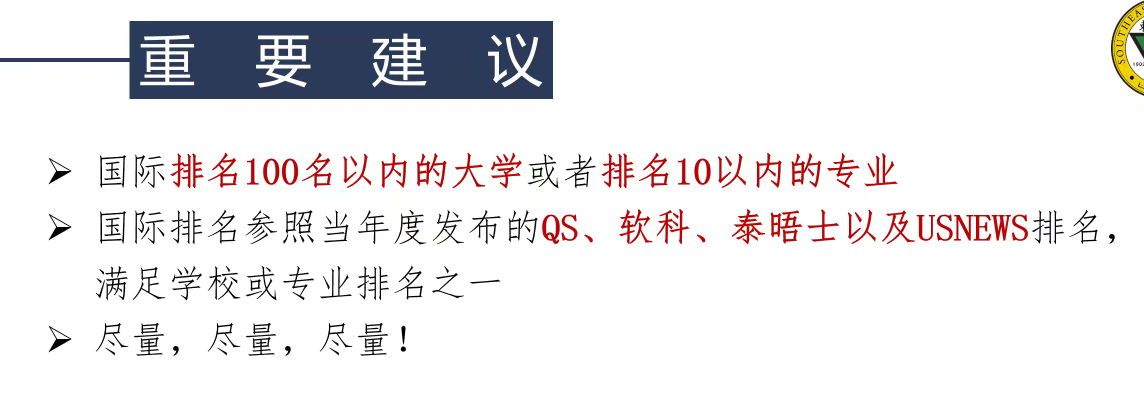 重要建议
SOUTHEAS
1902
➢ 国际排名100名以内的大学或者排名10以内的专业
➢ 国际排名参照当年度发布的QS、软科、泰晤士以及USNEWS排名，
满足学校或专业排名之一
➢ 尽量，尽量，尽量！